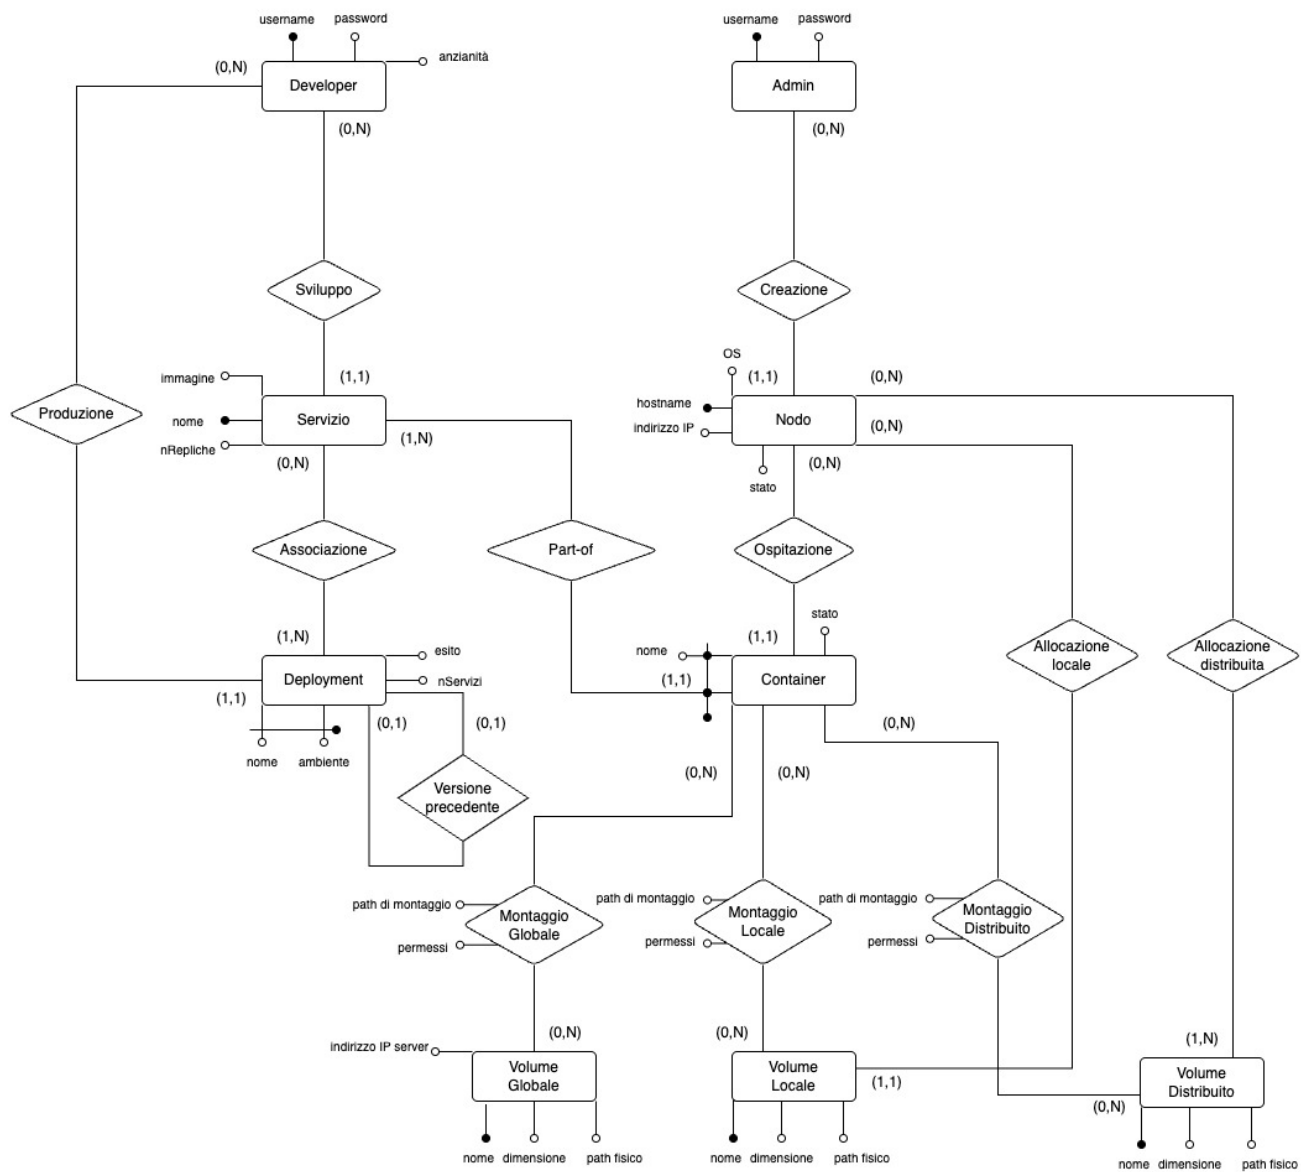 username
password
anzianità
(0,N)
Developer
(0,N)
username
password
Admin
(0,N)
Sviluppo
Creazione
Produzione
immagine
(1,1)
nome
Servizio
nRepliche
(1,N)
(0,N)
OS
(1,1)
(0,N)
hostname
Nodo
indirizzo IP
(0,N)
(0,N)
stato
Associazione
Part-of
Ospitazione
(1,N)
esito
Deployment
nServizi
(1,1)
(0,1)
(0,1)
nome
ambiente
stato
nome
(1,1)
(1,1)
Container
Allocazione
locale
Allocazione
distribuita
(0,N)
(0,N)
(0,N)
Versione
precedente
path di montaggio
Montaggio
Globale
permessi
path di montaggio
Montaggio
Locale
permessi
path di montaggio
Montaggio
Distribuito
permessi
(0,N)
indirizzo IP server
Volume
Globale
nome
dimensione
path fisico
(0,N)
Volume
Locale
(1,1)
nome
dimensione
path fisico
(1,N)
Volume
Distribuito
(0,N)
nome
dimensione
path fisico